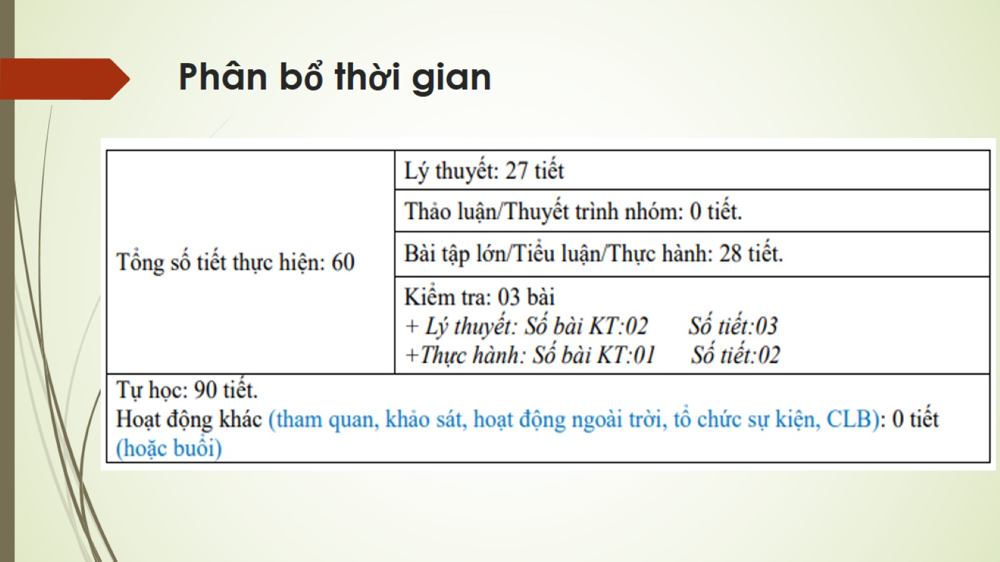 Phân bổ thời gian
Tổng số tiết thực hiện: 60
Lý thuyết: 27 tiết
Thảo luận/Thuyết trình nhóm: 0 tiết.
Bài tập lớn/Tiểu luận/Thực hành: 28 tiết.
Kiểm tra: 03 bài
+ Lý thuyết: Số bài KT:02 Số tiết:03
+Thực hành: Số bài KT:01 Số tiết:02
Tự học: 90 tiết.
Hoạt động khác (tham quan, khảo sát, hoạt động ngoài trời, tổ chức sự kiện, CLB): 0 tiết
(hoặc buổi)